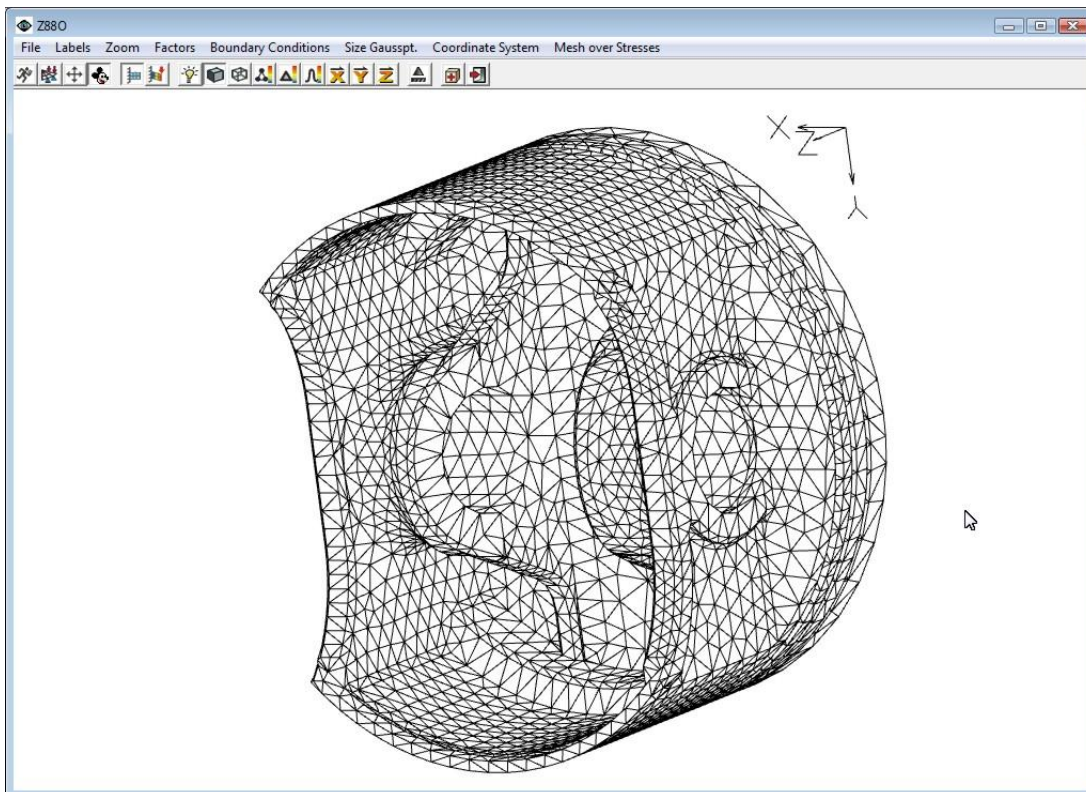 Z88O
File Labels Zoom Factors Boundary Conditions Size Gausspt. Coordinate System Mesh over Stresses
X Y Z
X
Z
Y